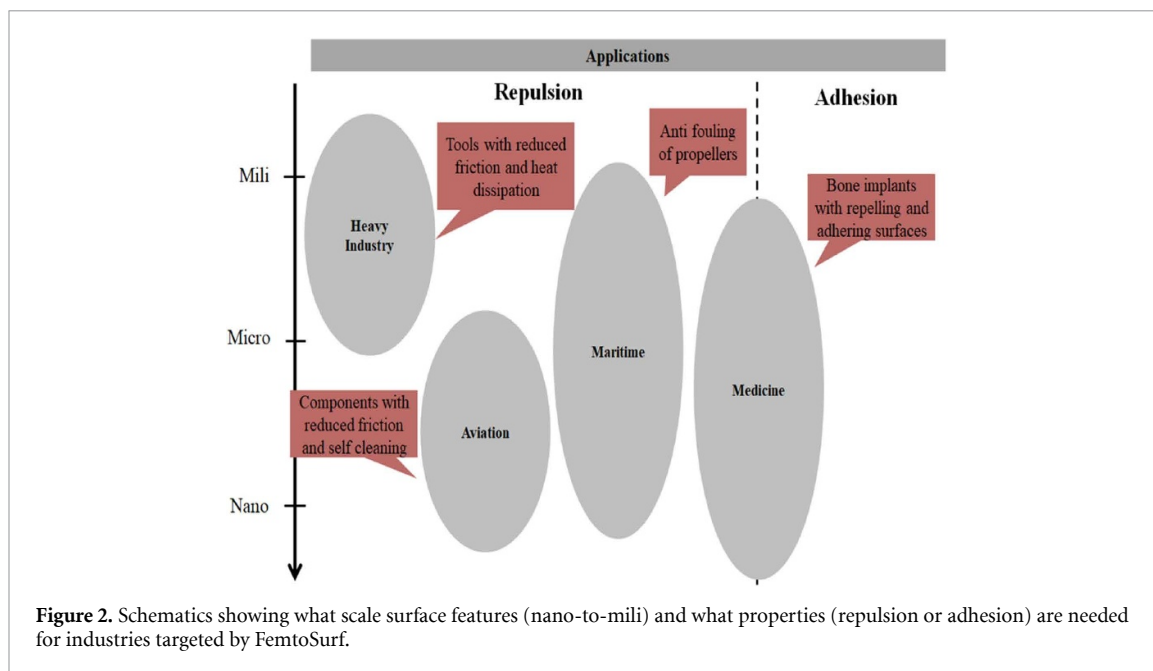 Applications
Repulsion
Adhesion
Mili
Micro
Nano
Tools with reduced
friction and heat
dissipation
Anti fouling
of propellers
Bone implants
with repelling and
adhering surfaces
Heavy
Industry
Maritime
Medicine
Components with
reduced friction
and self cleaning
Aviation
Figure 2. Schematics showing what scale surface features (nano-to-mili) and what properties (repulsion or adhesion) are needed
for industries targeted by FemtoSurf.